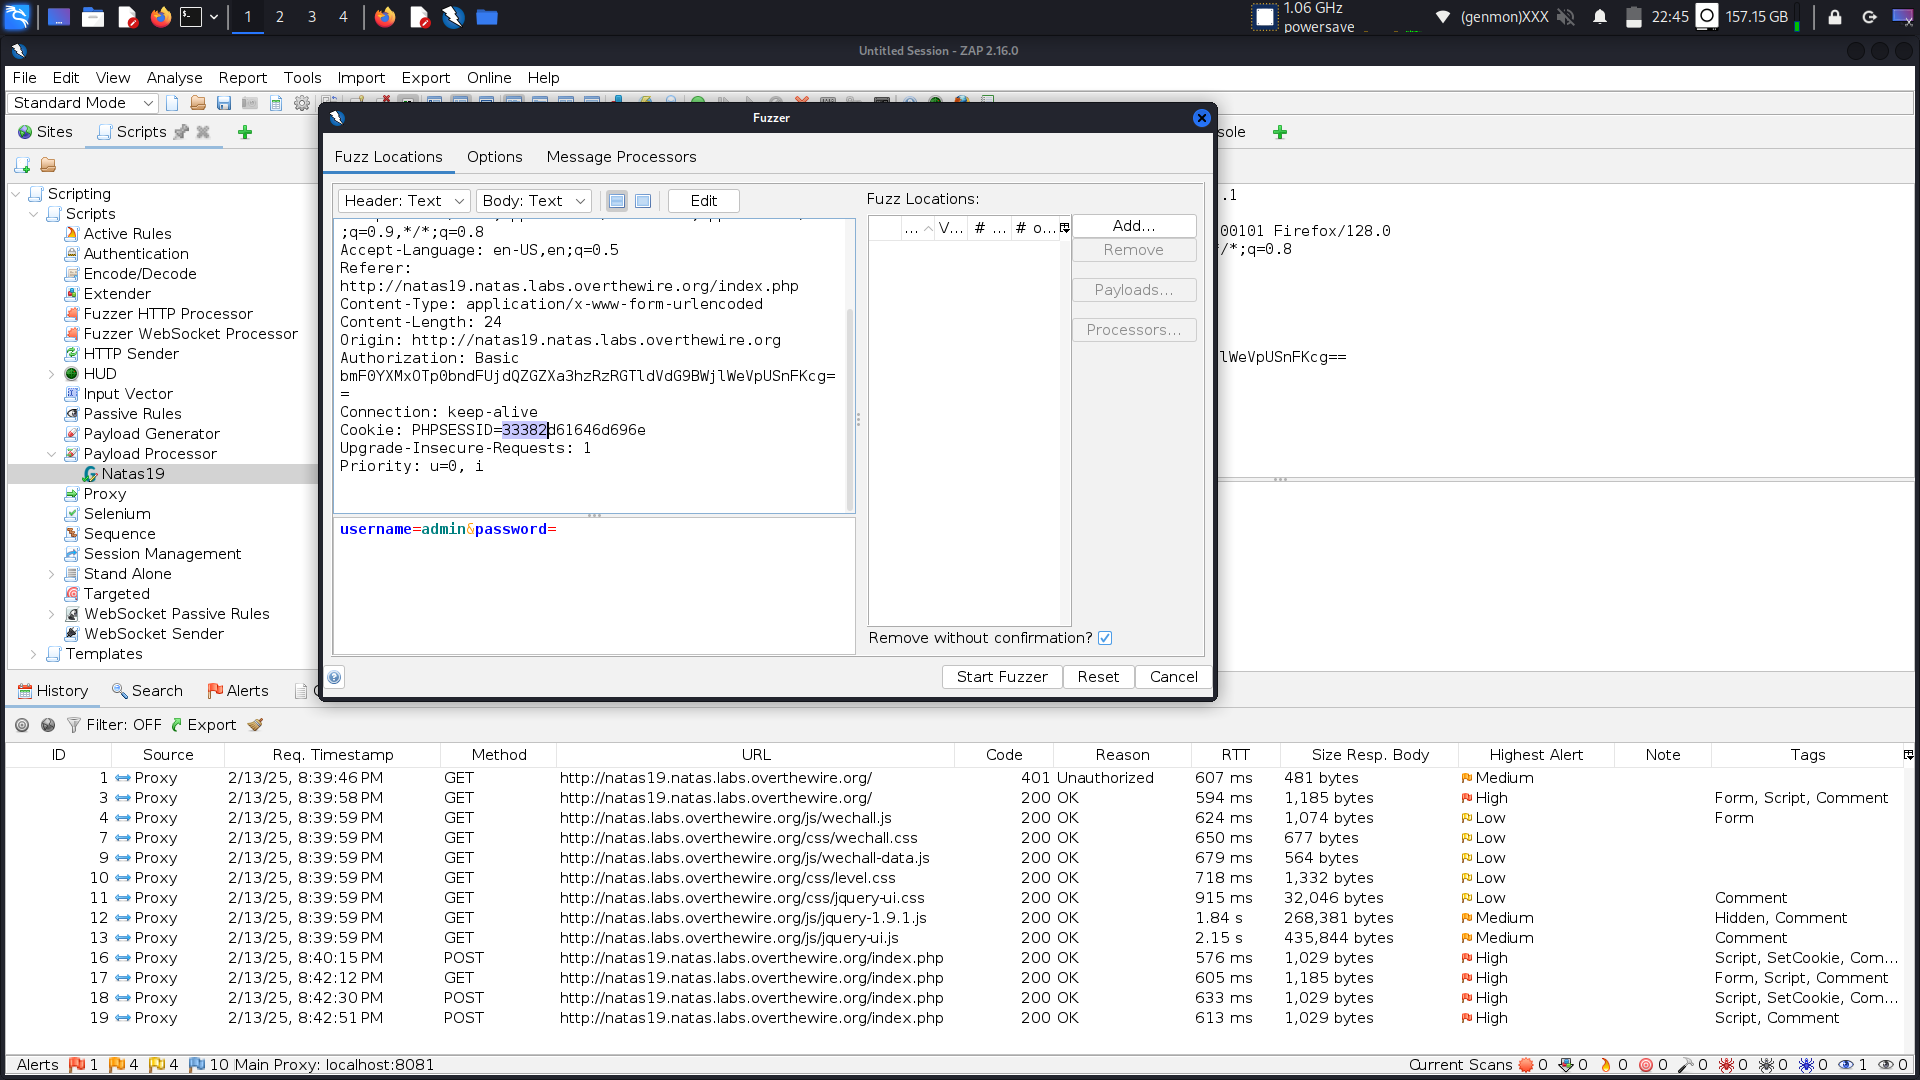 1
2
3
4
1.06 GHz
powersave
(genmon)XXX
22:45
157.15 GB
Untitled Session - ZAP 2.16.0
File Edit View Analyse Report Tools Import Export Online Help
Standard Mode
Sites
Scripts
Fuzzer
Fuzz Locations
Options
Message Processors
Header: Text
Body: Text
Edit
;q=0.9,*/*;q=0.8
Accept-Language: en-US,en;q=0.5
Referer:
http://natas19.natas.labs.overthewire.org/index.php
Content-Type: application/x-www-form-urlencoded
Content-Length: 24
Origin: http://natas19.natas.labs.overthewire.org
Authorization: Basic
bmF0YXMxOTp0bndFUjdQZGZXa3hzRzRGTldVdG9BWjlWeVpUSnFKcg=
=
Connection: keep-alive
Cookie: PHPSESSID=33382d61646d696e
Upgrade-Insecure-Requests: 1
Priority: u=0, i
username=admin&password=
Fuzz Locations:
... V... # ... # o...
Add...
Remove
Payloads...
Processors...
Remove without confirmation?
Start Fuzzer
Reset
Cancel
sole
.1
00101 Firefox/128.0
/*;q=0.8
lWeVpUSnFKcg==
Scripting
Scripts
Active Rules
Authentication
Encode/Decode
Extender
Fuzzer HTTP Processor
Fuzzer WebSocket Processor
HTTP Sender
HUD
Input Vector
Passive Rules
Payload Generator
Payload Processor
Natas19
Proxy
Selenium
Sequence
Session Management
Stand Alone
Targeted
WebSocket Passive Rules
WebSocket Sender
Templates
History
Search
Alerts
Filter: OFF
Export
ID Source Req. Timestamp Method URL Code Reason RTT Size Resp. Body Highest Alert Note Tags
1 Proxy 2/13/25, 8:39:46 PM GET http://natas19.natas.labs.overthewire.org/ 401 Unauthorized 607 ms 481 bytes Medium
3 Proxy 2/13/25, 8:39:58 PM GET http://natas19.natas.labs.overthewire.org/ 200 OK 594 ms 1,185 bytes High Form, Script, Comment
4 Proxy 2/13/25, 8:39:59 PM GET http://natas.labs.overthewire.org/js/wechall.js 200 OK 624 ms 1,074 bytes Low Form
7 Proxy 2/13/25, 8:39:59 PM GET http://natas.labs.overthewire.org/css/wechall.css 200 OK 650 ms 677 bytes Low
9 Proxy 2/13/25, 8:39:59 PM GET http://natas.labs.overthewire.org/js/wechall-data.js 200 OK 679 ms 564 bytes Low
10 Proxy 2/13/25, 8:39:59 PM GET http://natas.labs.overthewire.org/css/level.css 200 OK 718 ms 1,332 bytes Low
11 Proxy 2/13/25, 8:39:59 PM GET http://natas.labs.overthewire.org/css/jquery-ui.css 200 OK 915 ms 32,046 bytes Low Comment
12 Proxy 2/13/25, 8:39:59 PM GET http://natas.labs.overthewire.org/js/jquery-1.9.1.js 200 OK 1.84 s 268,381 bytes Medium Hidden, Comment
13 Proxy 2/13/25, 8:39:59 PM GET http://natas.labs.overthewire.org/js/jquery-ui.js 200 OK 2.15 s 435,844 bytes Medium Comment
16 Proxy 2/13/25, 8:40:15 PM POST http://natas19.natas.labs.overthewire.org/index.php 200 OK 576 ms 1,029 bytes High Script, SetCookie, Com...
17 Proxy 2/13/25, 8:42:12 PM GET http://natas19.natas.labs.overthewire.org/index.php 200 OK 605 ms 1,185 bytes High Form, Script, Comment
18 Proxy 2/13/25, 8:42:30 PM POST http://natas19.natas.labs.overthewire.org/index.php 200 OK 633 ms 1,029 bytes High Script, SetCookie, Com...
19 Proxy 2/13/25, 8:42:51 PM POST http://natas19.natas.labs.overthewire.org/index.php 200 OK 613 ms 1,029 bytes High Script, Comment
Alerts 1 4 4 10 Main Proxy: localhost:8081
Current Scans 0 0 0 0 0 0 0 0 1 0